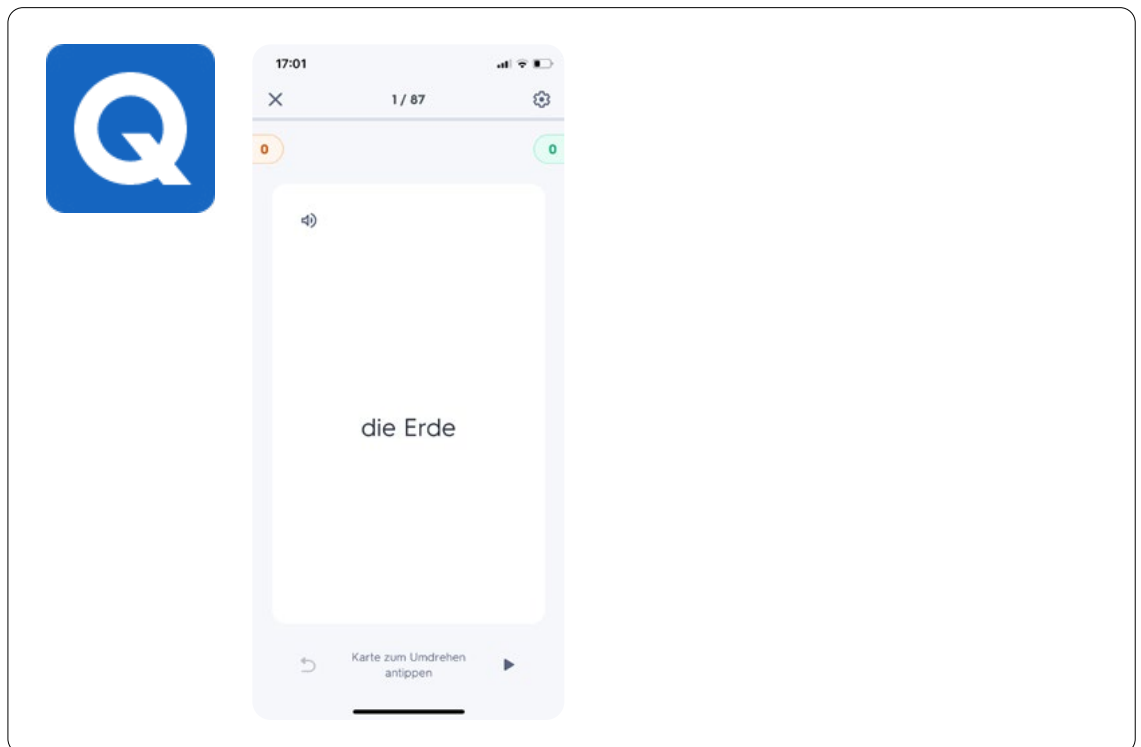 Q
17:01
1 / 87
0
0
die Erde
Karte zum Umdrehen
antippen